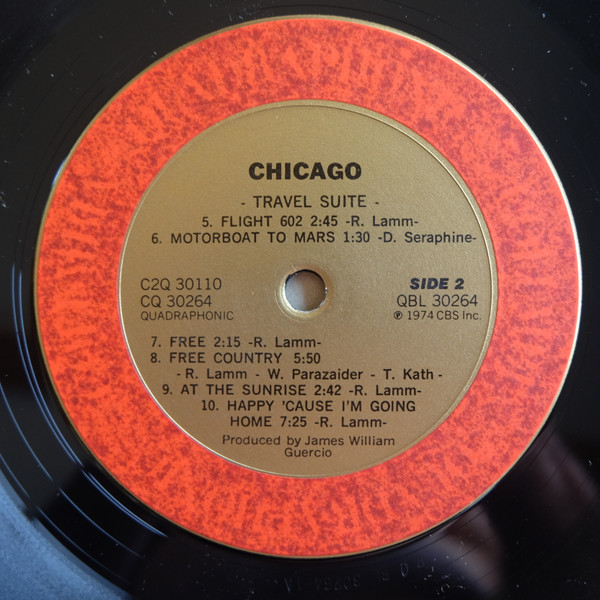 CHICAGO
- TRAVEL SUITE -
5. FLIGHT 602 2:45 -R. Lamm-
6. MOTORBOAT TO MARS 1:30 -D. Seraphine-
C2Q 30110
CQ 30264
QUADRAPHONIC
SIDE 2
QBL 30264
℗ 1974 CBS Inc.
7. FREE 2:15 -R. Lamm-
8. FREE COUNTRY 5:50
- R. Lamm - W. Parazaider - T. Kath -
9. AT THE SUNRISE 2:42 -R. Lamm-
10. HAPPY 'CAUSE I'M GOING
HOME 7:25 -R. Lamm-
Produced by James William
Guercio